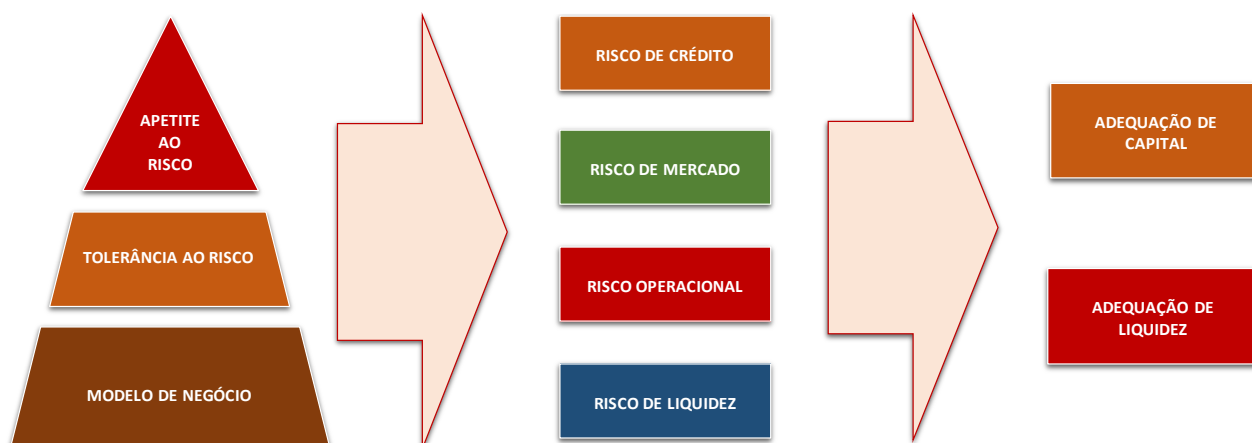 APETITE
AO
RISCO
TOLERÂNCIA AO RISCO
MODELO DE NEGÓCIO
RISCO DE CRÉDITO
RISCO DE MERCADO
RISCO OPERACIONAL
RISCO DE LIQUIDEZ
ADEQUAÇÃO DE
CAPITAL
ADEQUAÇÃO DE
LIQUIDEZ